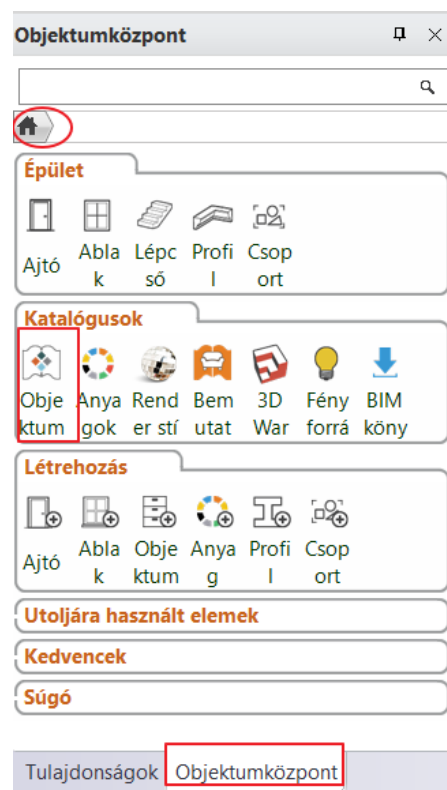 Objektumközpont
Épület
Ajtó
Abla
k
Lépc
ső
Profi
l
Csop
ort
Katalógusok
Obje
ktum
Anya
gok
Rend
er stí
Bem
utat
3D
War
Fény
forrá
BIM
köny
Létrehozás
Ajtó
Abla
k
Obje
ktum
Anya
g
Profi
l
Csop
ort
Utoljára használt elemek
Kedvencek
Súgó
Tulajdonságok Objektumközpont